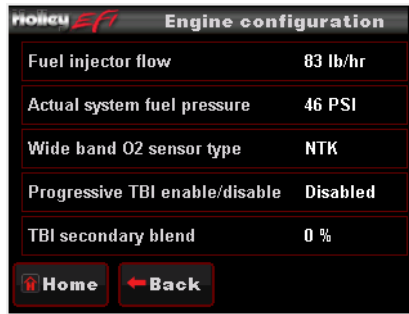 Holley EFI Engine configuration
Fuel injector flow 83 lb/hr
Actual system fuel pressure 46 PSI
Wide band O2 sensor type NTK
Progressive TBI enable/disable Disabled
TBI secondary blend 0 %
Home Back